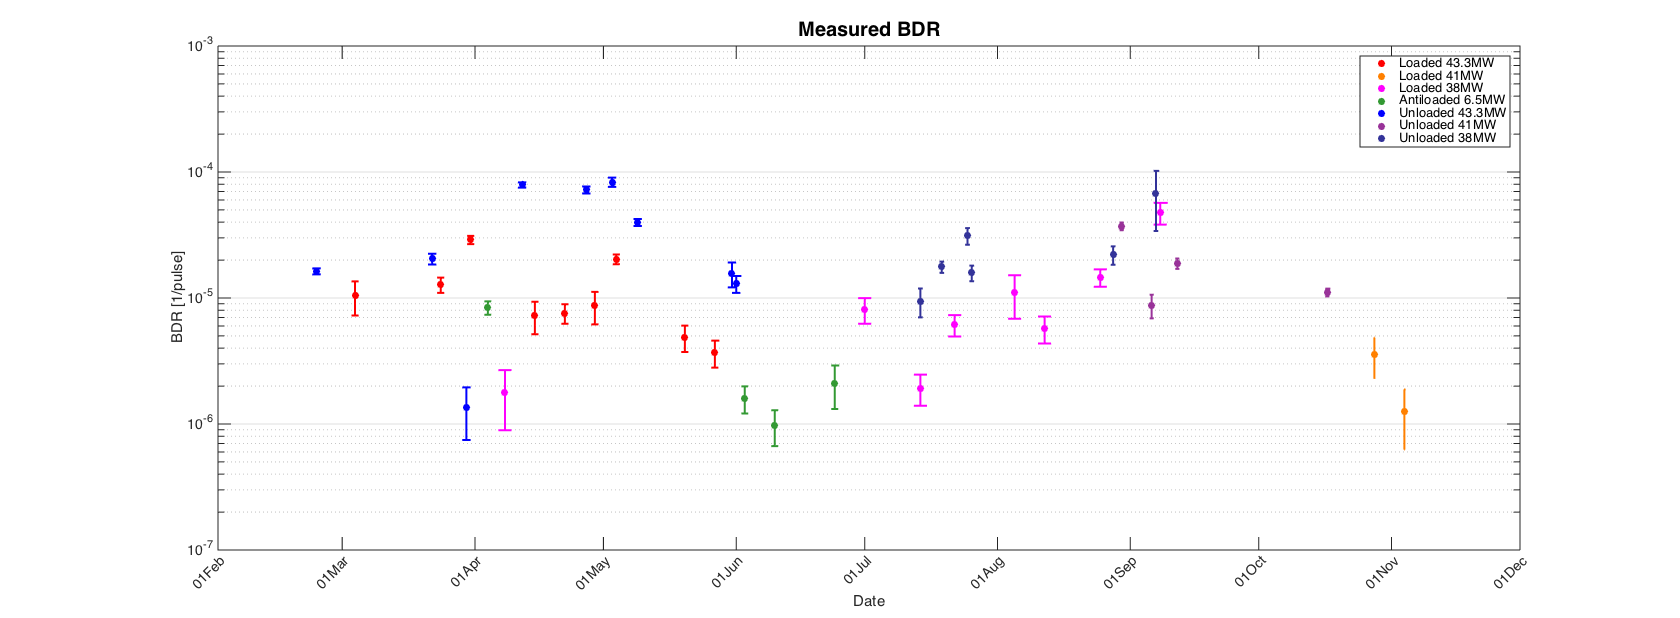 Measured BDR
10-3
10-4
10-5
10-6
10-7
BDR [1/pulse]
Loaded 43.3MW
Loaded 41MW
Loaded 38MW
Antiloaded 6.5MW
Unloaded 43.3MW
Unloaded 41MW
Unloaded 38MW
01Feb
01Mar
01Apr
01May
01Jun
01Jul
01Aug
01Sep
01Oct
01Nov
01Dec
Date